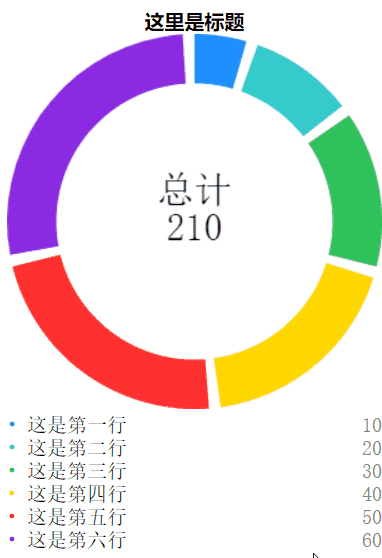 这里是标题
总计
210
这是第一行 10
这是第二行 20
这是第三行 30
这是第四行 40
这是第五行 50
这是第六行 60